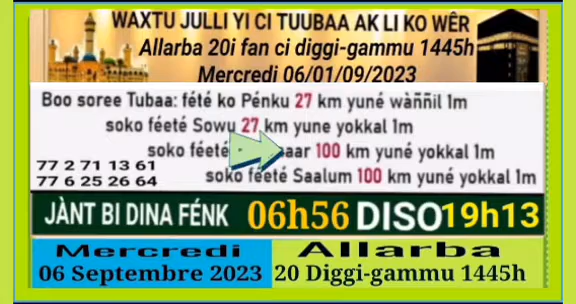 WAXTU JULLI YI CI TUUBAA AK LI KO WËR
Allarba 20i fan ci diggi-gammu 1445h
Mercredi 06/01/09/2023
Boo soree Tubaa: fété ko Pénku 27 km yuné wàññil 1m
soko féeté Sowu 27 km yune yokkal 1m
soko féeté aar 100 km yuné yokkal 1m
77 2 71 13 61
soko féeté Saalum 100 km yuné yokkal 1m
77 6 25 26 64
JÀNT BI DINA FÉNK 06h56 DISO 19h13
Mercredi Allarba
06 Septembre 2023 20 Diggi-gammu 1445h